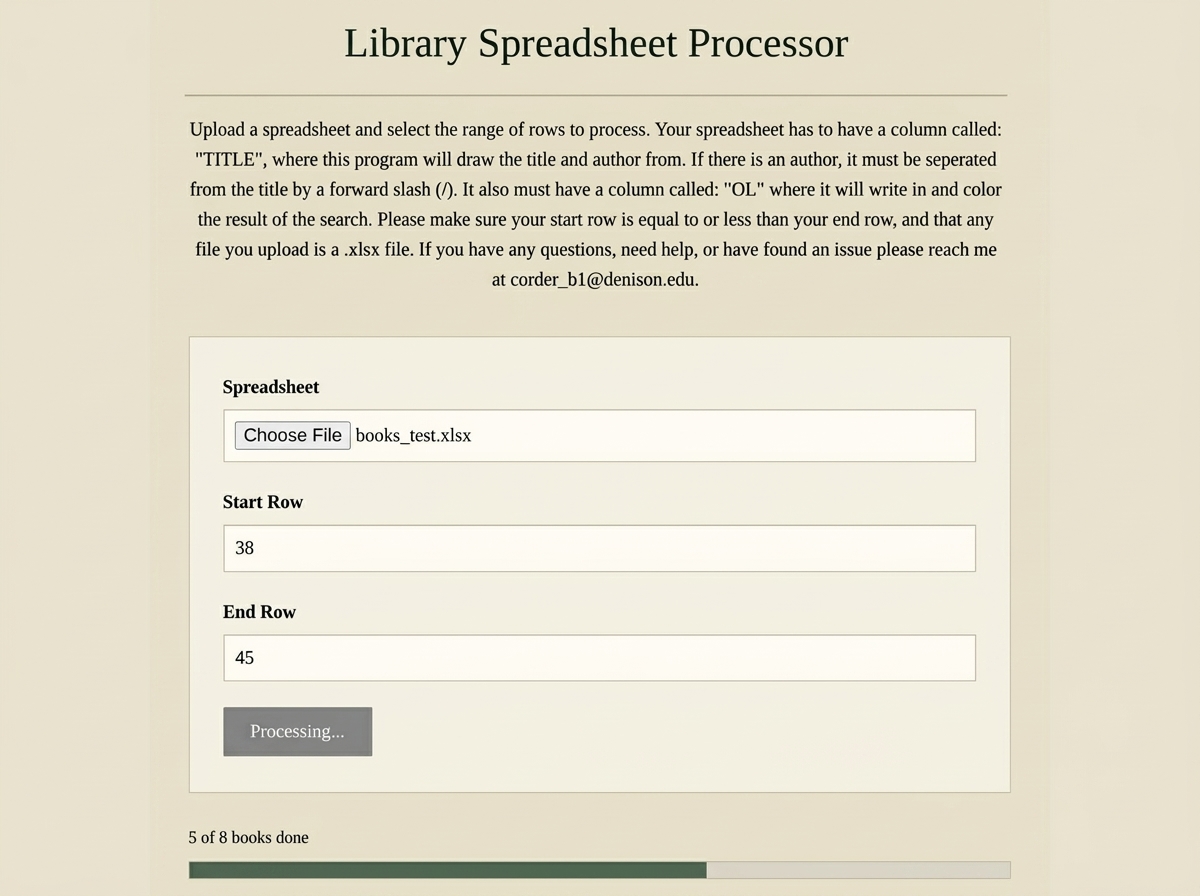 Library Spreadsheet Processor
Upload a spreadsheet and select the range of rows to process. Your spreadsheet has to have a column called:
"TITLE", where this program will draw the title and author from. If there is an author, it must be seperated
from the title by a forward slash (/). It also must have a column called: "OL" where it will write in and color
the result of the search. Please make sure your start row is equal to or less than your end row, and that any
file you upload is a .xlsx file. If you have any questions, need help, or have found an issue please reach me
at corder_b1@denison.edu.
Spreadsheet
Choose File books_test.xlsx
Start Row
38
End Row
45
Processing...
5 of 8 books done